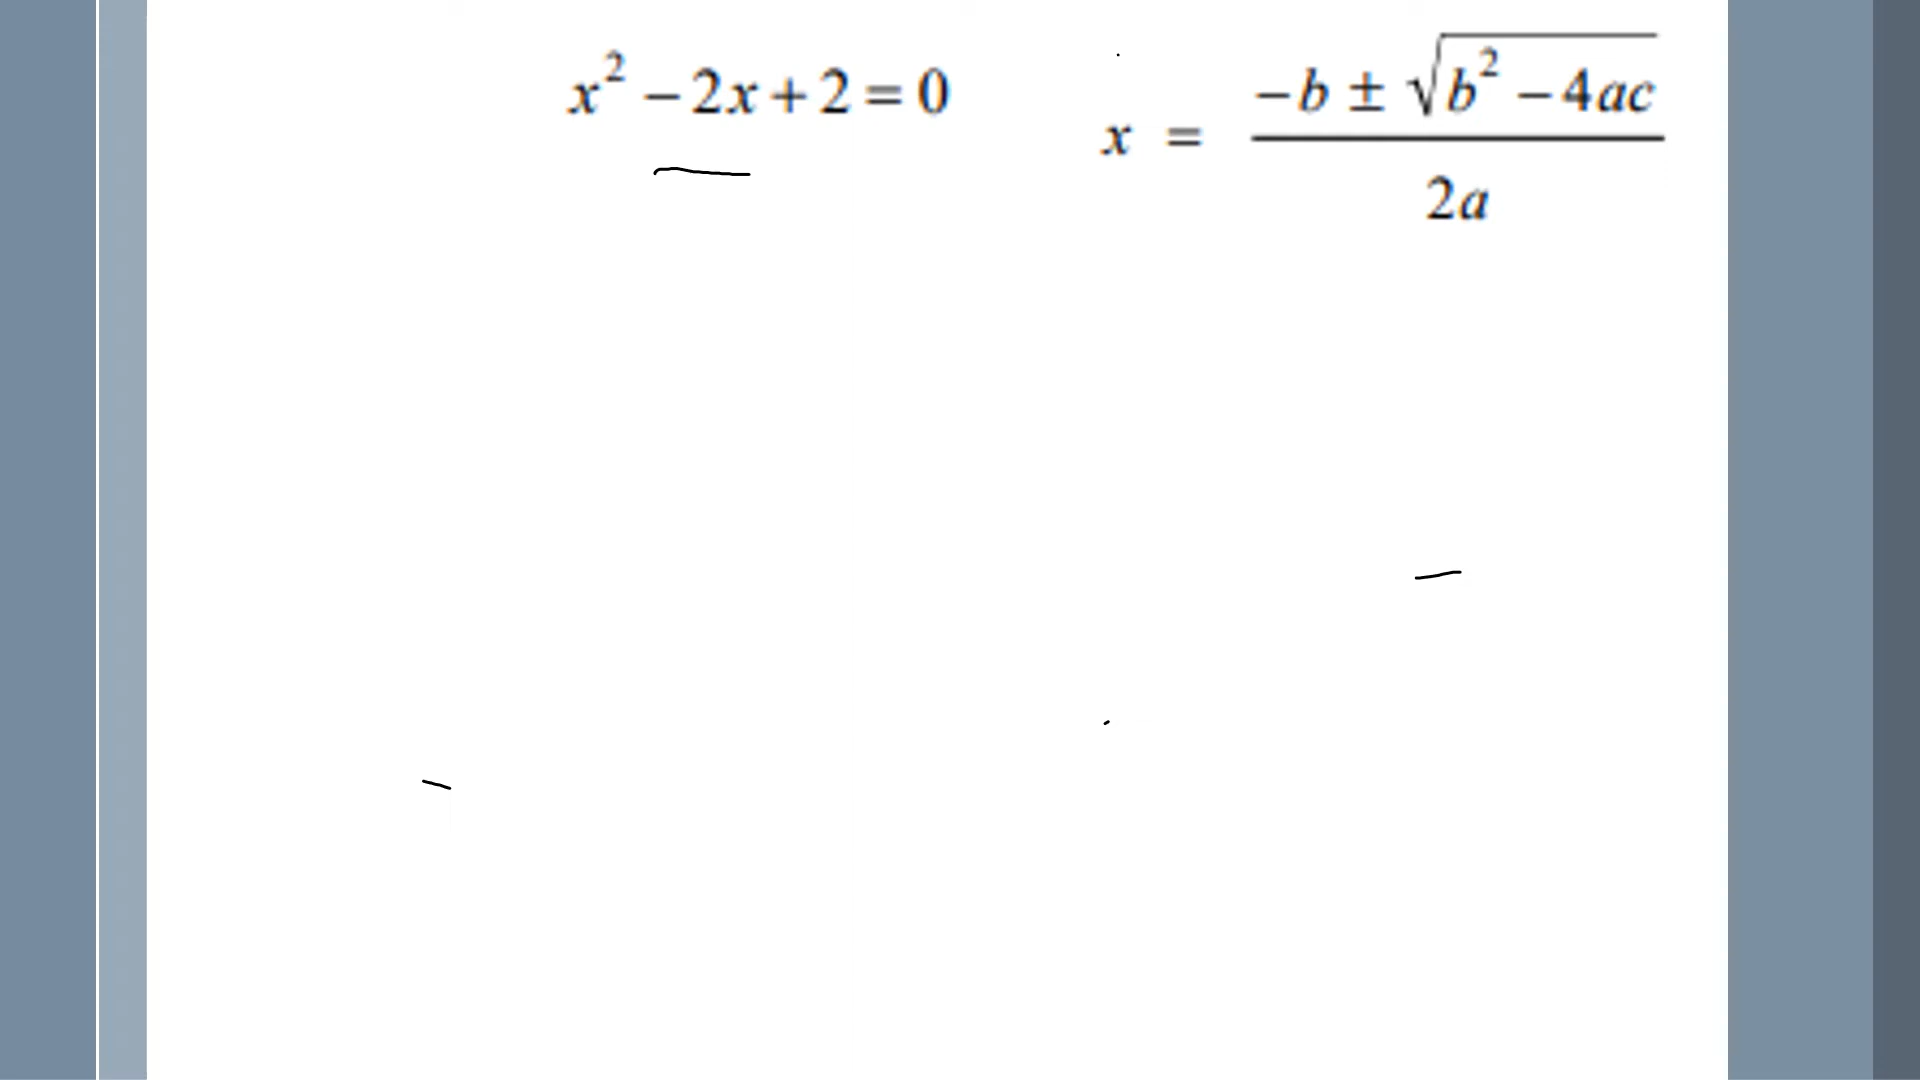 x² − 2x + 2 = 0
x = (−b ± √(b² − 4ac)) / 2a